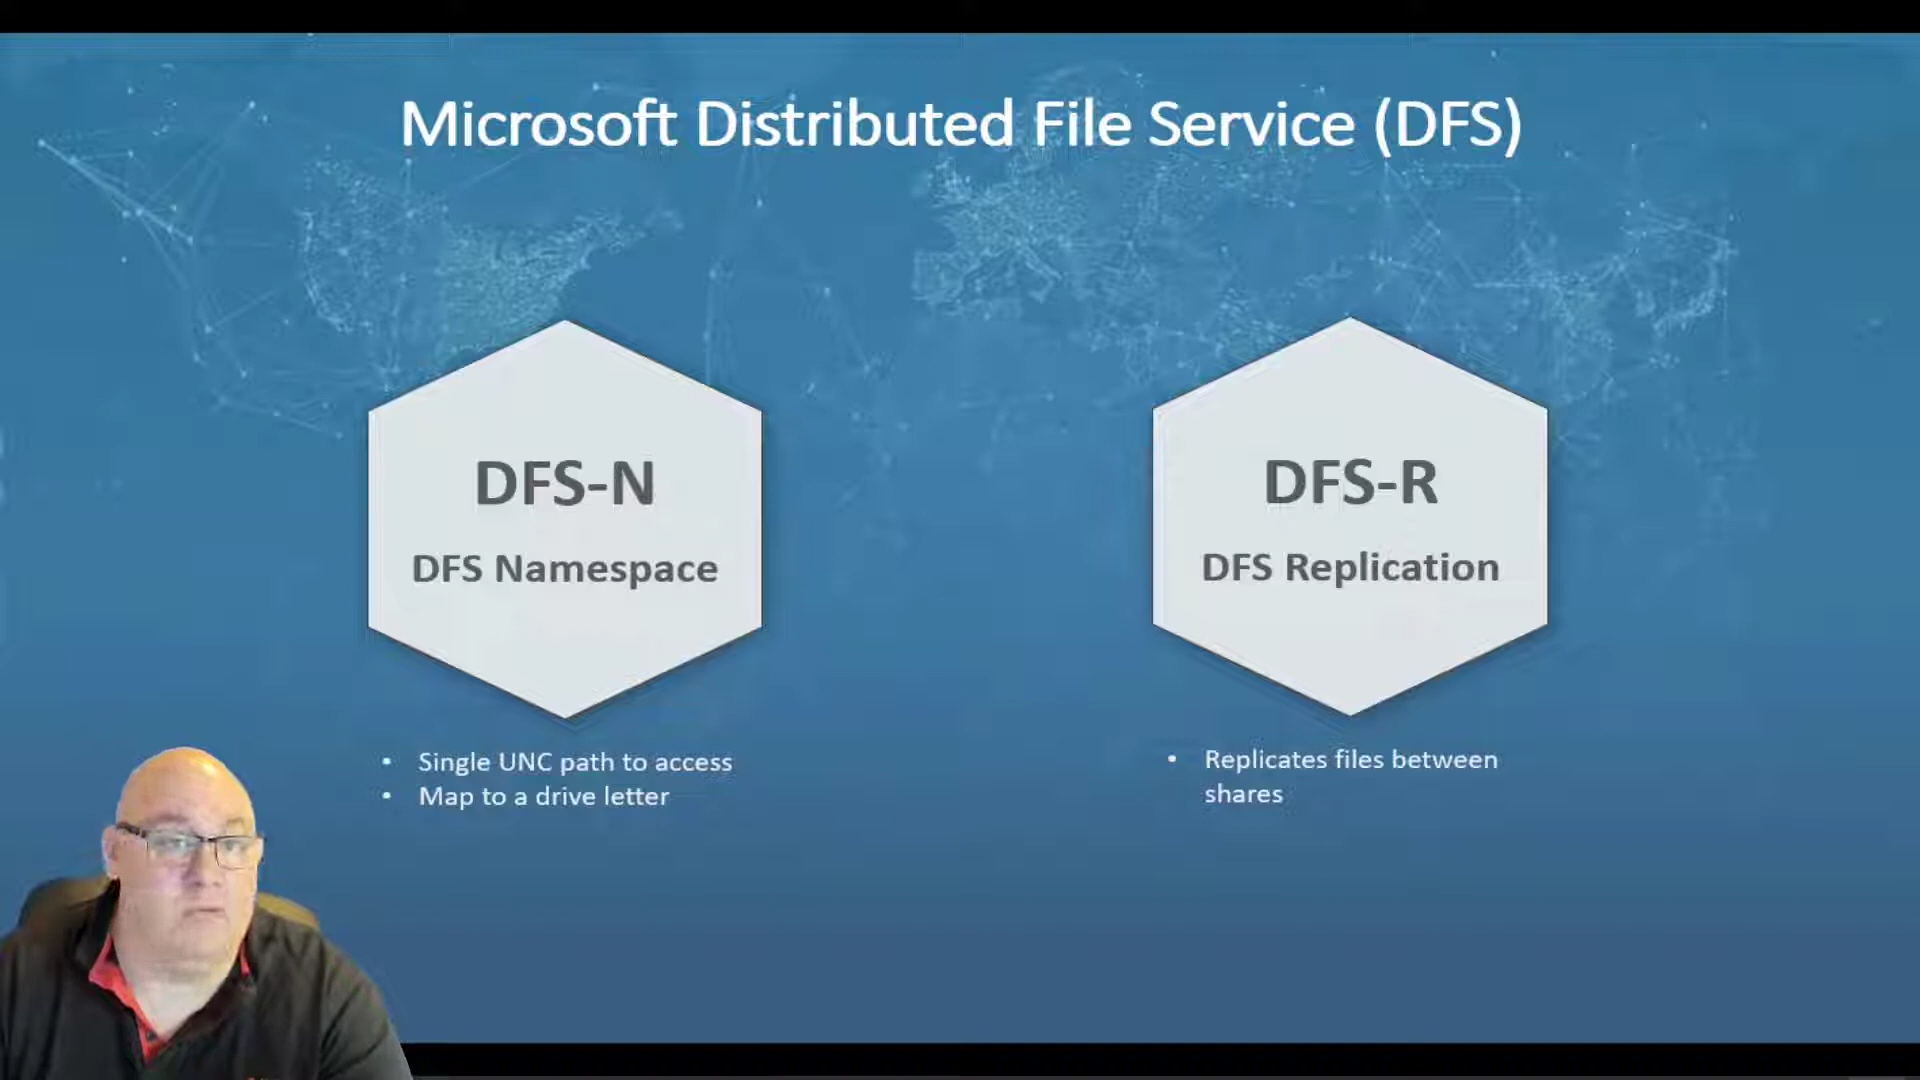 Microsoft Distributed File Service (DFS)
DFS-N
DFS Namespace
• Single UNC path to access
• Map to a drive letter
DFS-R
DFS Replication
• Replicates files between
shares